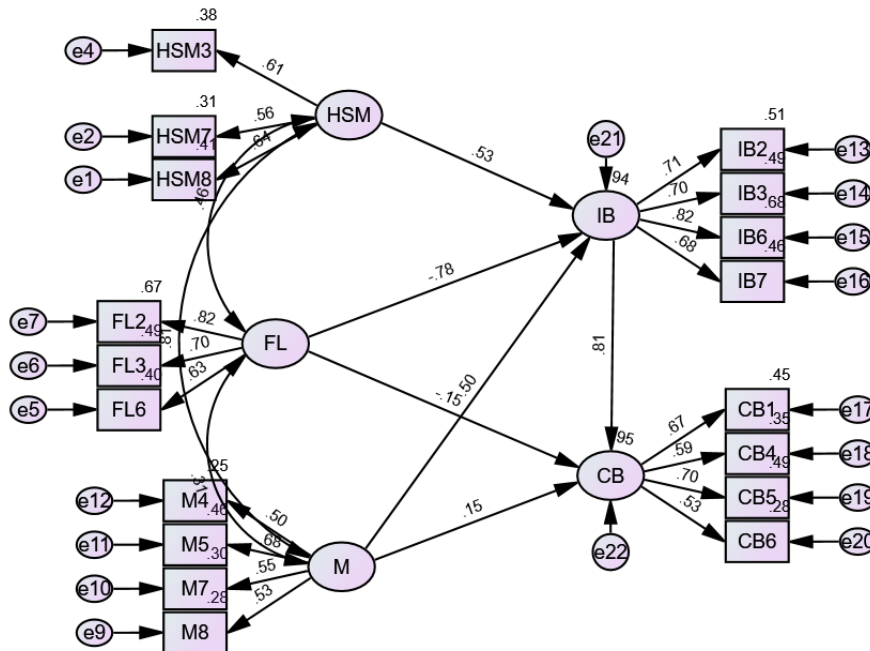 .38
e4
HSM3
.61
HSM
.31
e2
HSM7
.56
.41
.64
e1
HSM8
.46
.53
e21
.94
IB
.51
IB2
e13
.71
.49
IB3
e14
.70
.68
IB6
e15
.82
.46
IB7
e16
.68
.67
e7
FL2
.82
.49
.81
e6
FL3
.70
.40
e5
FL6
.63
FL
-.78
-.15
.50
.81
.31
.25
e12
M4
.50
.46
e11
M5
.68
.30
e10
M7
.55
.28
e9
M8
.53
M
.15
.95
CB
e22
.45
CB1
e17
.67
.35
CB4
e18
.59
.49
CB5
e19
.70
.28
CB6
e20
.53